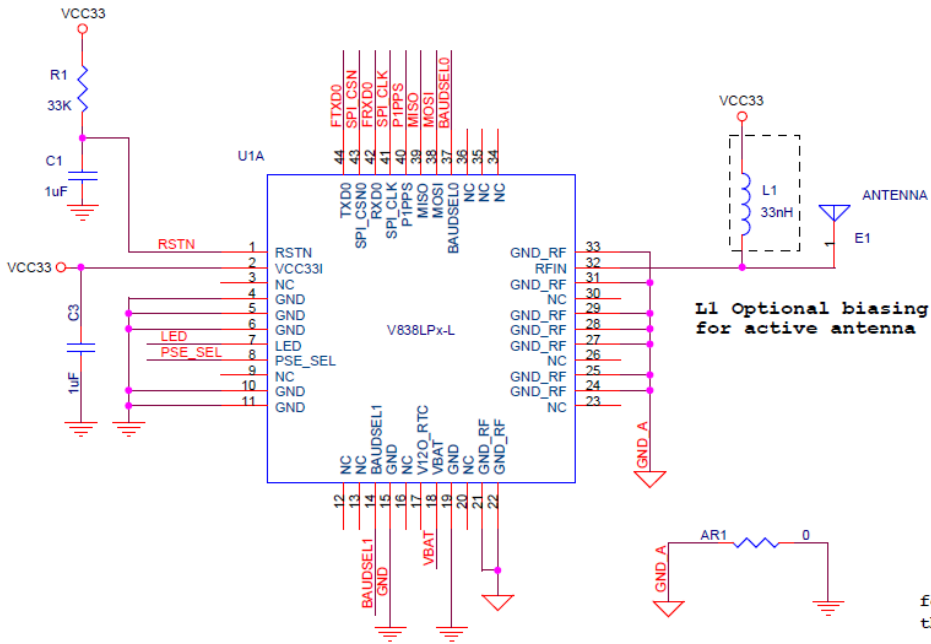 VCC33
R1
33K
C1
1uF
RSTN
VCC33
C3
1uF
LED
PSE_SEL
U1A
FTXD0
SPI_CSN
FRXD0
SPI_CLK
P1PPS
MISO
MOSI
BAUDSEL0
44
43
42
41
40
39
38
37
36
35
34
TXD0
SPI_CSN0
RXD0
SPI_CLK
P1PPS
MISO
MOSI
BAUDSEL0
NC
NC
NC
1 RSTN
2 VCC33I
3 NC
4 GND
5 GND
6 GND
7 LED
8 PSE_SEL
9 NC
10 GND
11 GND
V838LPx-L
GND_RF 33
RFIN 32
GND_RF 31
NC 30
GND_RF 29
GND_RF 28
GND_RF 27
NC 26
GND_RF 25
GND_RF 24
NC 23
NC
NC
BAUDSEL1
GND
NC
V12O_RTC
VBAT
GND
NC
GND_RF
GND_RF
12
13
14
15
16
17
18
19
20
21
22
BAUDSEL1
GND
VBAT
VCC33
L1
33nH
ANTENNA
1
E1
L1 Optional biasing
for active antenna
GND_A
AR1 0
GND_A